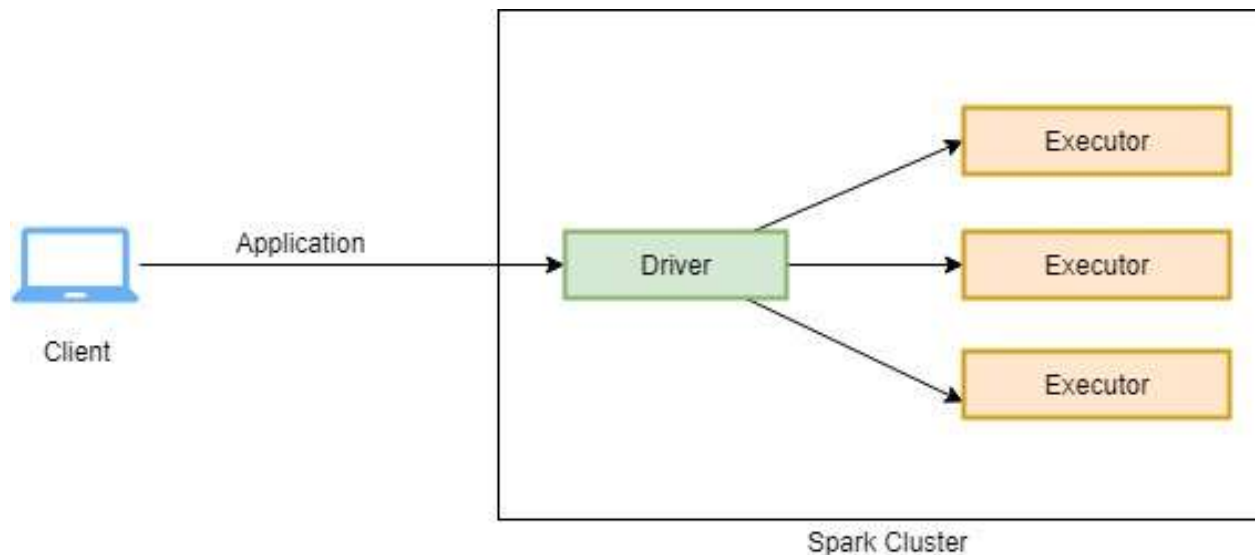 Application
Client
Driver
Executor
Executor
Executor
Spark Cluster